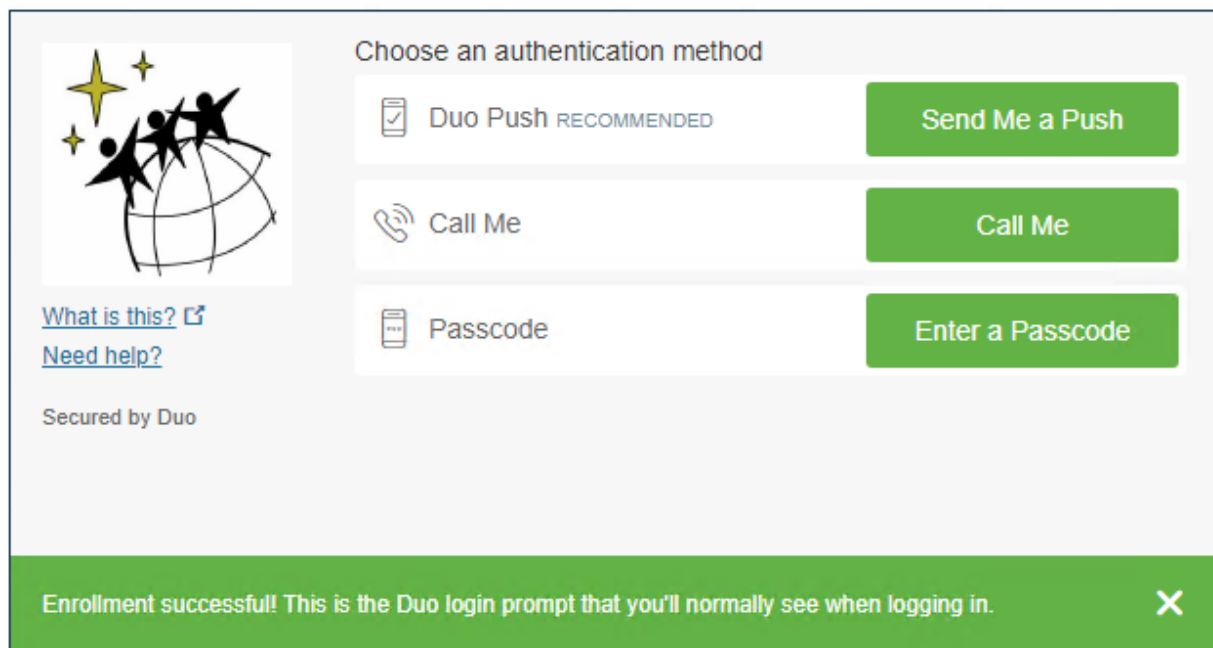 Choose an authentication method
Duo Push RECOMMENDED
Send Me a Push
Call Me
Call Me
Passcode
Enter a Passcode
What is this?
Need help?
Secured by Duo
Enrollment successful! This is the Duo login prompt that you'll normally see when logging in.